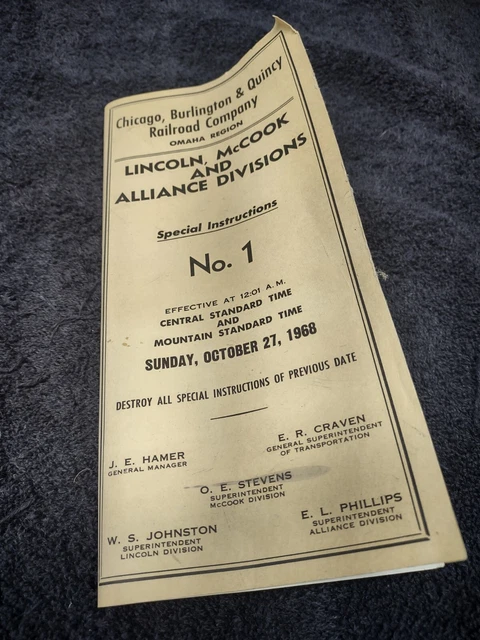 Chicago, Burlington & Quincy
Railroad Company
OMAHA REGION
LINCOLN, McCOOK
AND
ALLIANCE DIVISIONS
Special Instructions
No. 1
EFFECTIVE AT 12:01 A.M.
CENTRAL STANDARD TIME
AND
MOUNTAIN STANDARD TIME
SUNDAY, OCTOBER 27, 1968
DESTROY ALL SPECIAL INSTRUCTIONS OF PREVIOUS DATE
J. E. HAMER
GENERAL MANAGER
E. R. CRAVEN
GENERAL SUPERINTENDENT
OF TRANSPORTATION
O. E. STEVENS
SUPERINTENDENT
McCOOK DIVISION
W. S. JOHNSTON
SUPERINTENDENT
LINCOLN DIVISION
E. L. PHILLIPS
SUPERINTENDENT
ALLIANCE DIVISION